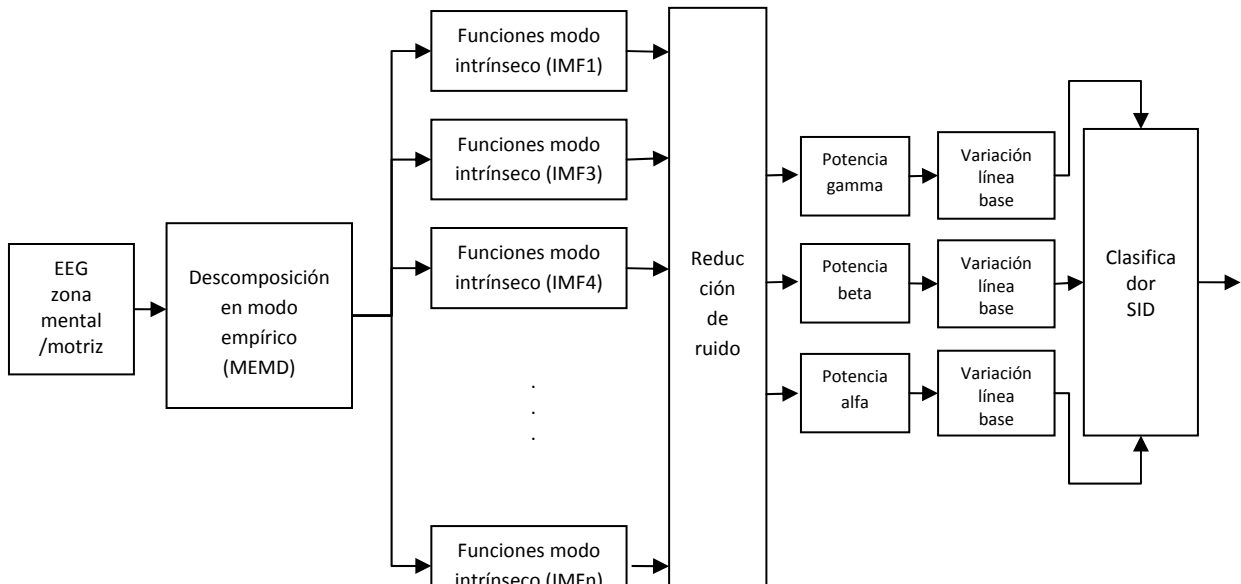 EEG
zona
mental
/motriz
Descomposición
en modo
empírico
(MEMD)
Funciones modo
intrínseco (IMF1)
Funciones modo
intrínseco (IMF3)
Funciones modo
intrínseco (IMF4)
.
.
.
Funciones modo
intrínseco (IMFn)
Reduc
ción
de
ruido
Potencia
gamma
Variación
línea
base
Potencia
beta
Variación
línea
base
Potencia
alfa
Variación
línea
base
Clasifica
dor
SID